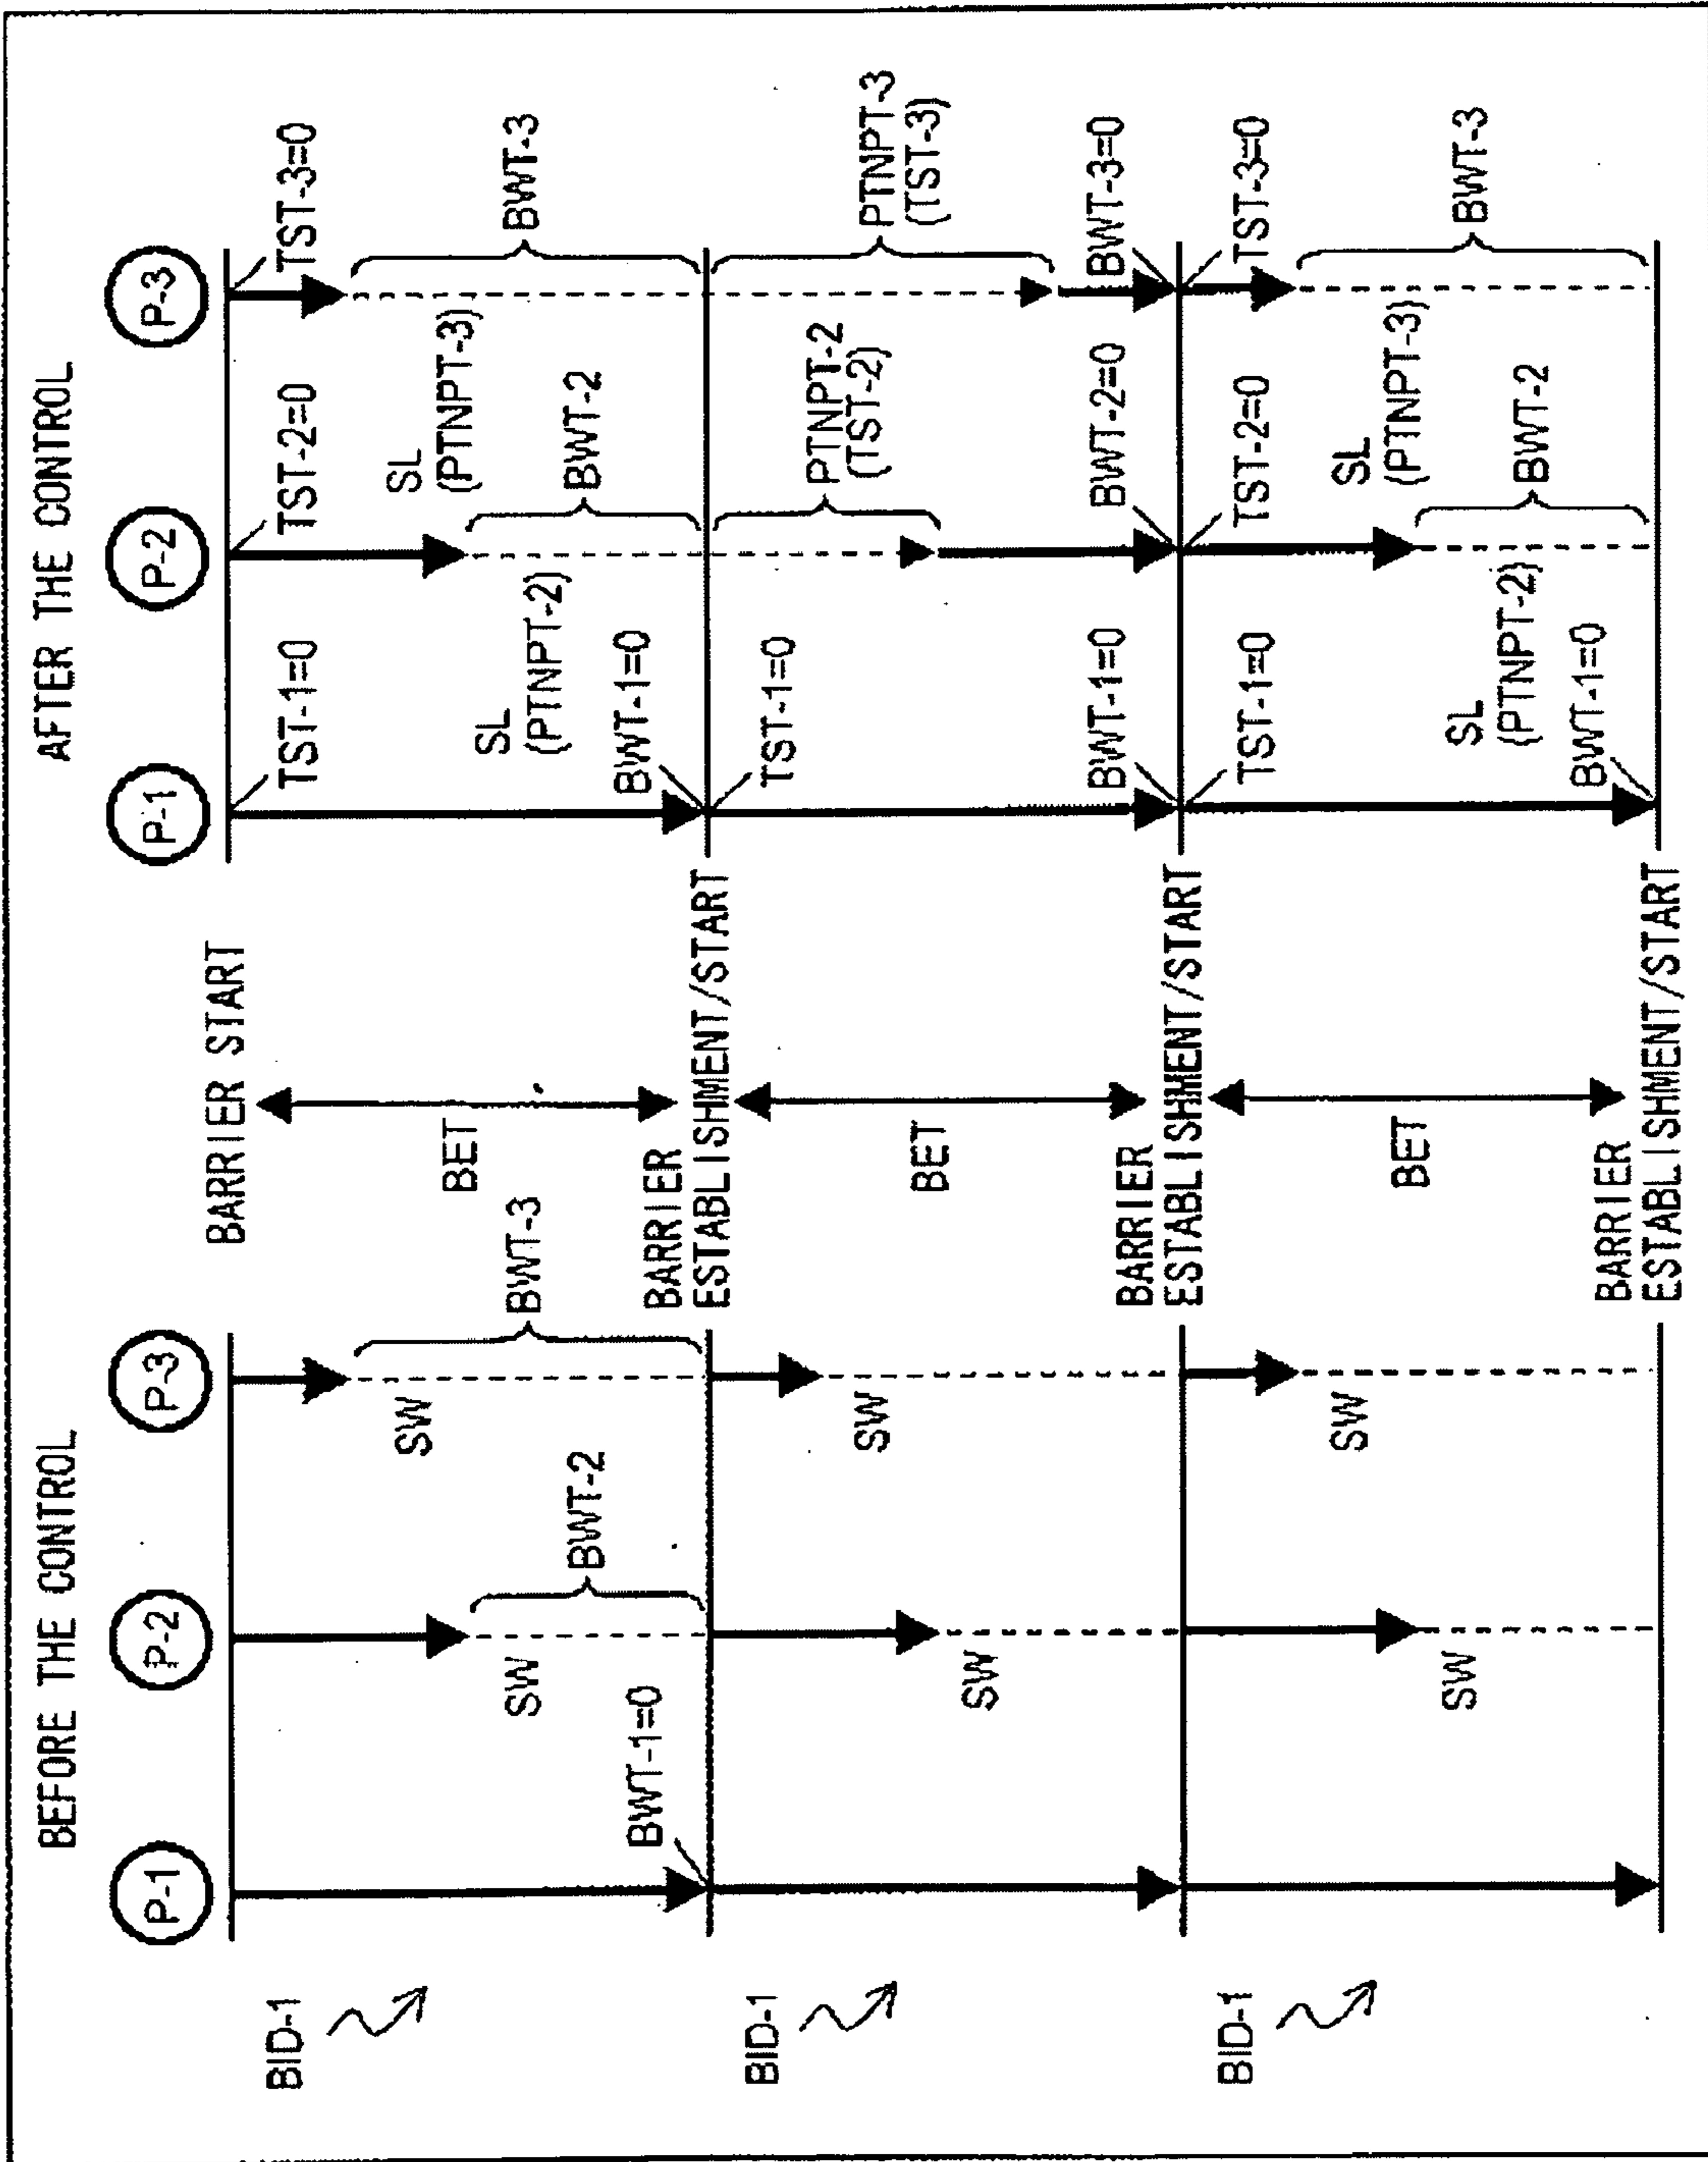 BEFORE THE CONTROL
AFTER THE CONTROL
P-1
P-2
P-3
BARRIER START
P-1
P-2
P-3
BID-1
SW
BWT-2
SW
BWT-3
BWT-1=0
BET
TST-1=0
TST-2=0
TST-3=0
SL
(PTNPT-2)
BWT-2
SL
(PTNPT-3)
BWT-3
BWT-1=0
BARRIER
ESTABLISHMENT/START
BID-1
SW
SW
BET
TST-1=0
PTNPT-2
(TST-2)
PTNPT-3
(TST-3)
BWT-1=0
BWT-2=0
BWT-3=0
BARRIER
ESTABLISHMENT/START
BID-1
SW
SW
BET
TST-1=0
TST-2=0
TST-3=0
SL
(PTNPT-2)
BWT-2
SL
(PTNPT-3)
BWT-3
BWT-1=0
BARRIER
ESTABLISHMENT/START